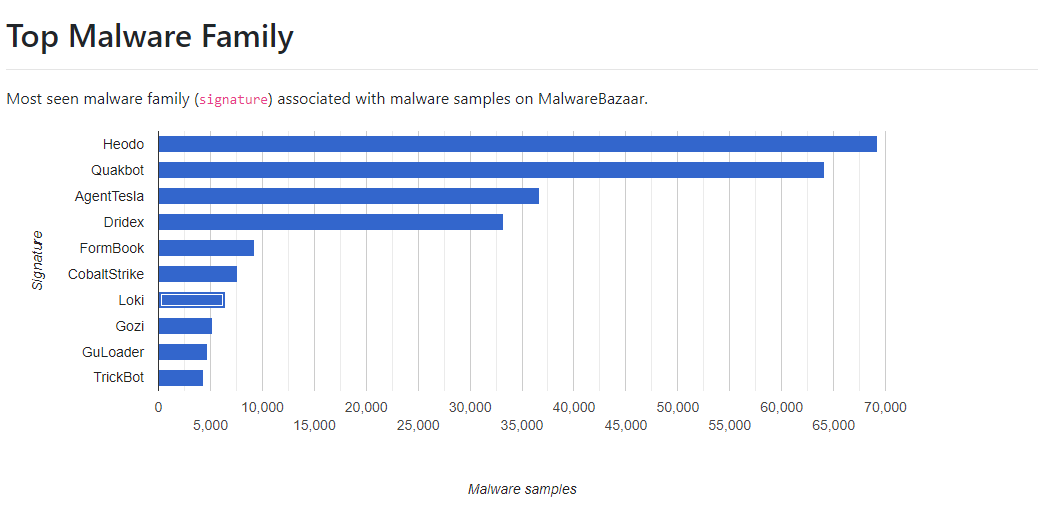 Top Malware Family
Most seen malware family (signature) associated with malware samples on MalwareBazaar.
Signature
Heodo
Quakbot
AgentTesla
Dridex
FormBook
CobaltStrike
Loki
Gozi
GuLoader
TrickBot
0 10,000 20,000 30,000 40,000 50,000 60,000 70,000
5,000 15,000 25,000 35,000 45,000 55,000 65,000
Malware samples